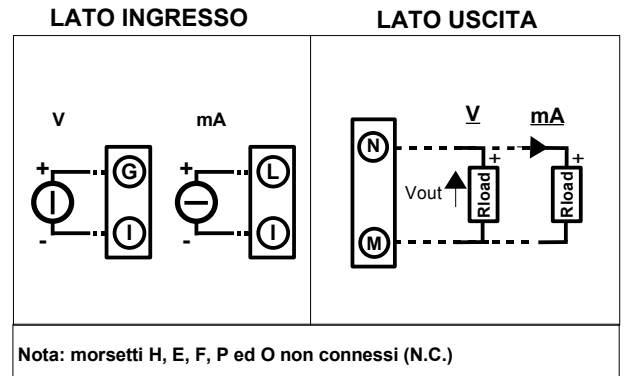 LATO INGRESSO
LATO USCITA
V
mA
+
G
-
I
+
L
-
I
V
mA
N
+
+
Vout
Rload
Rload
M
Nota: morsetti H, E, F, P ed O non connessi (N.C.)